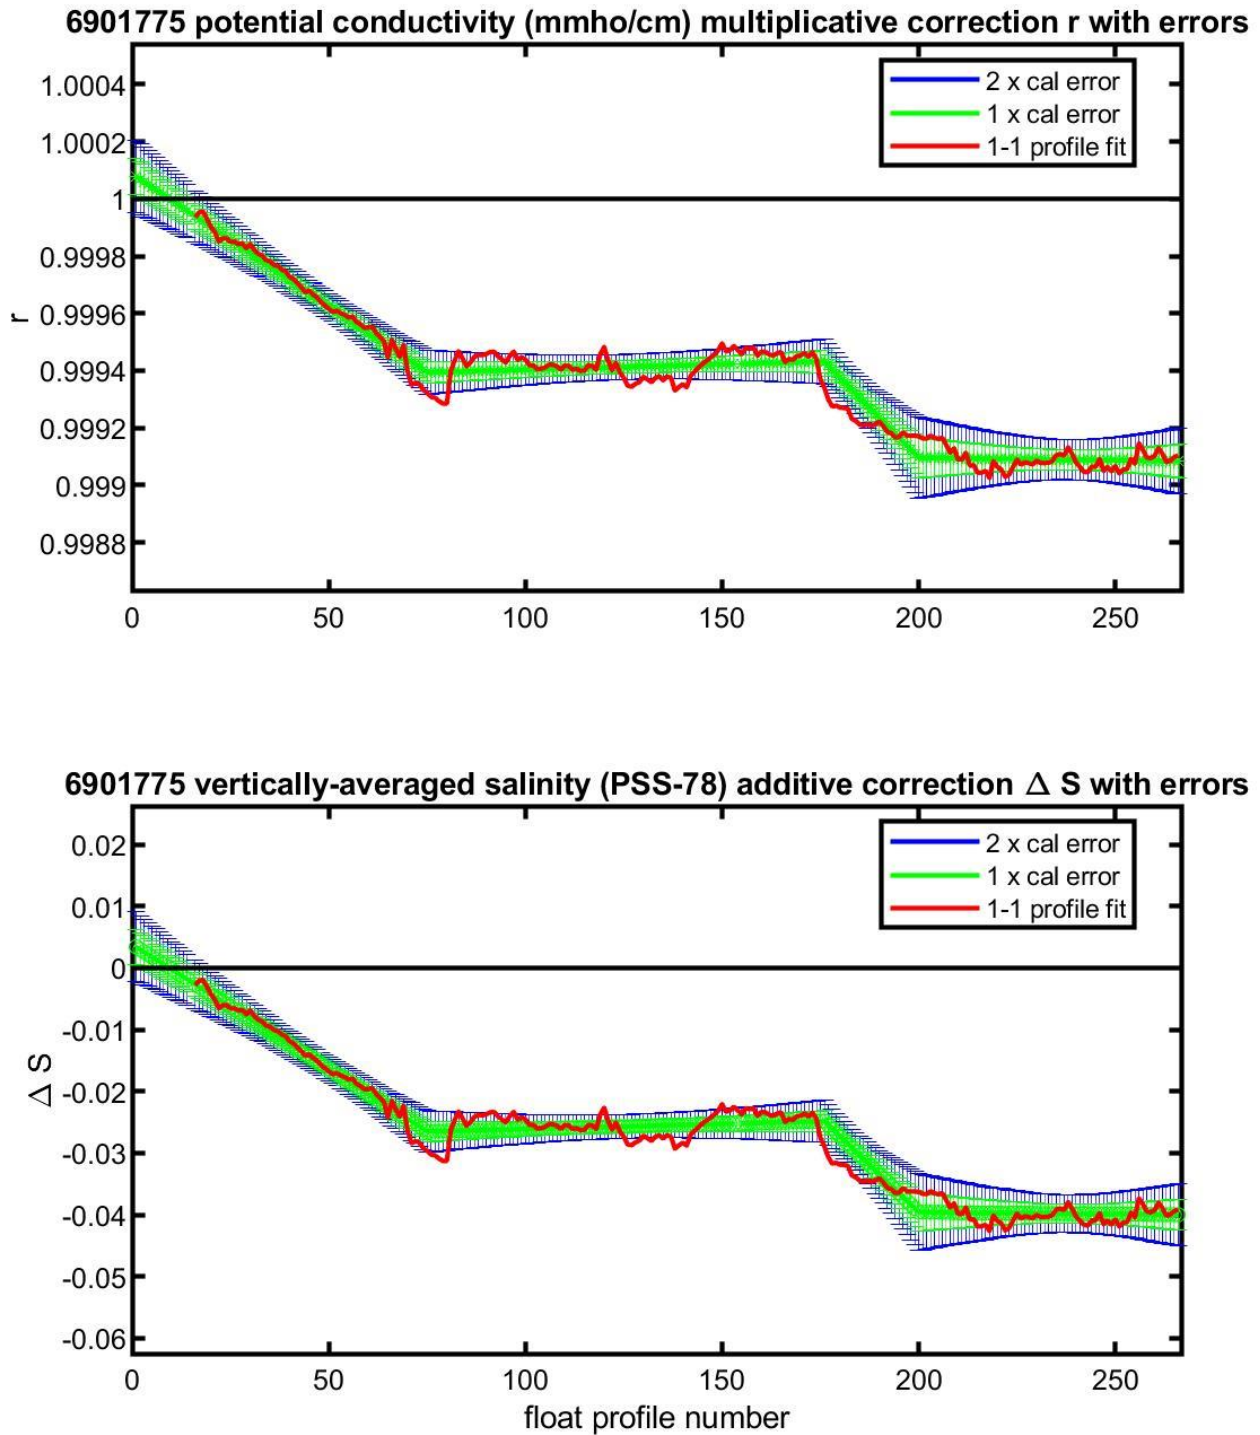 6901775 potential conductivity (mmho/cm) multiplicative correction r with errors
2 x cal error
1 x cal error
1-1 profile fit
1.0004
1.0002
1
0.9998
0.9996
0.9994
0.9992
0.999
0.9988
r
0 50 100 150 200 250
6901775 vertically-averaged salinity (PSS-78) additive correction Δ S with errors
2 x cal error
1 x cal error
1-1 profile fit
0.02
0.01
0
-0.01
-0.02
-0.03
-0.04
-0.05
-0.06
Δ S
0 50 100 150 200 250
float profile number